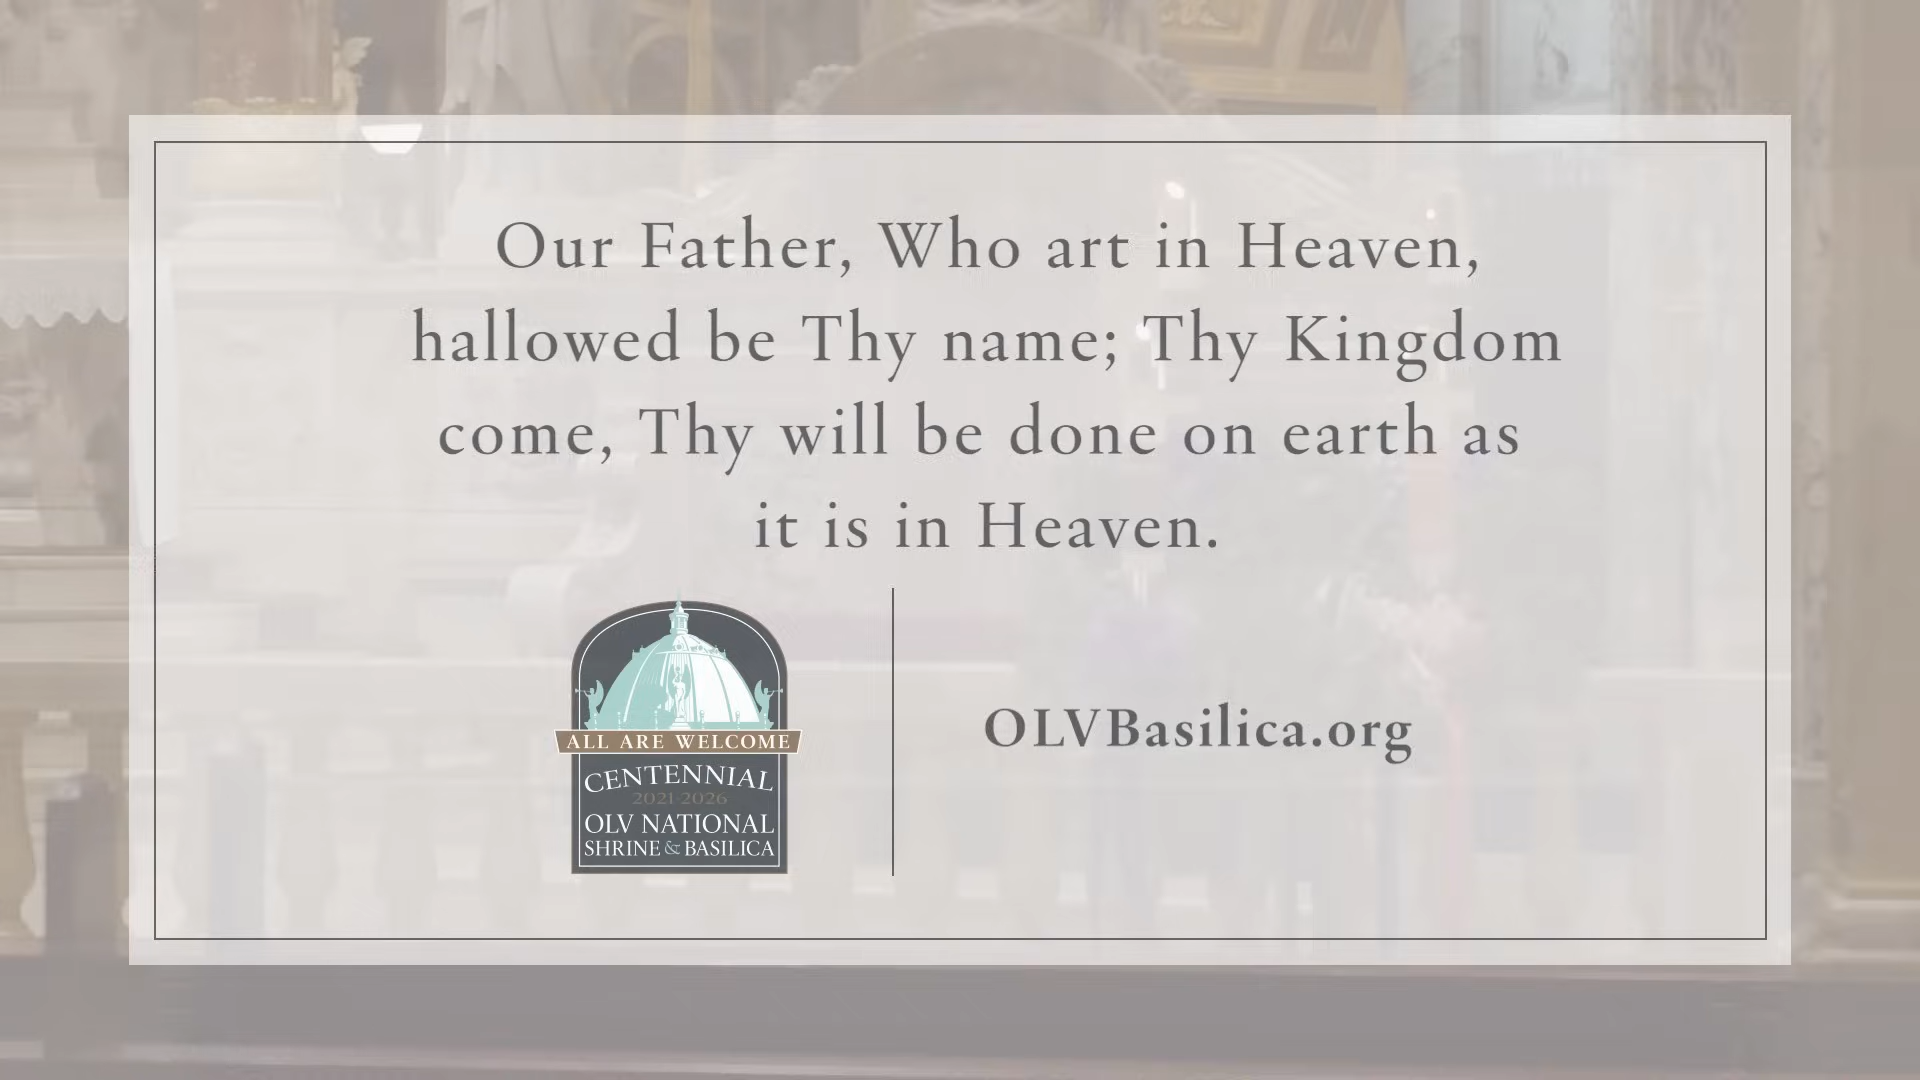 Our Father, Who art in Heaven,
hallowed be Thy name; Thy Kingdom
come, Thy will be done on earth as
it is in Heaven.
ALL ARE WELCOME
CENTENNIAL
2021-2026
OLV NATIONAL
SHRINE & BASILICA
OLVBasilica.org